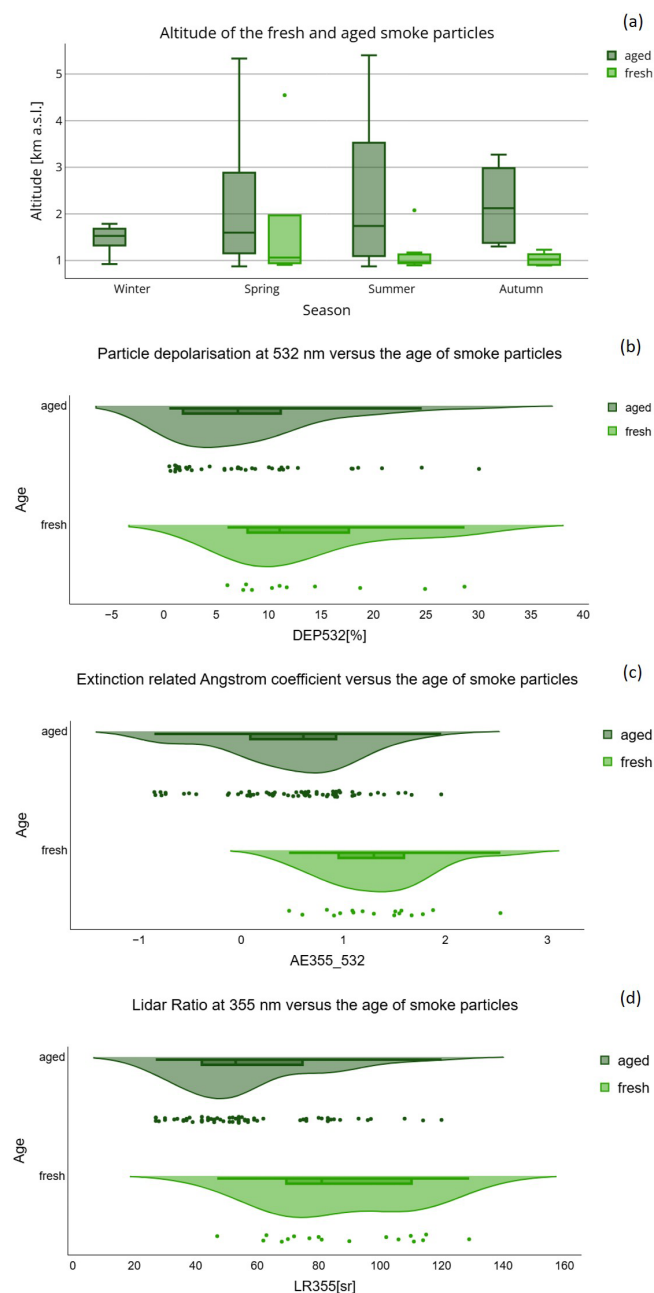 (a)
Altitude of the fresh and aged smoke particles
aged
fresh
Altitude [km a.s.l.]
5
4
3
2
1
Winter Spring Summer Autumn
Season
(b)
Particle depolarisation at 532 nm versus the age of smoke particles
aged
fresh
Age
aged
fresh
−5 0 5 10 15 20 25 30 35 40
DEP532[%]
(c)
Extinction related Angstrom coefficient versus the age of smoke particles
aged
fresh
Age
aged
fresh
−1 0 1 2 3
AE355_532
(d)
Lidar Ratio at 355 nm versus the age of smoke particles
aged
fresh
Age
aged
fresh
0 20 40 60 80 100 120 140 160
LR355[sr]